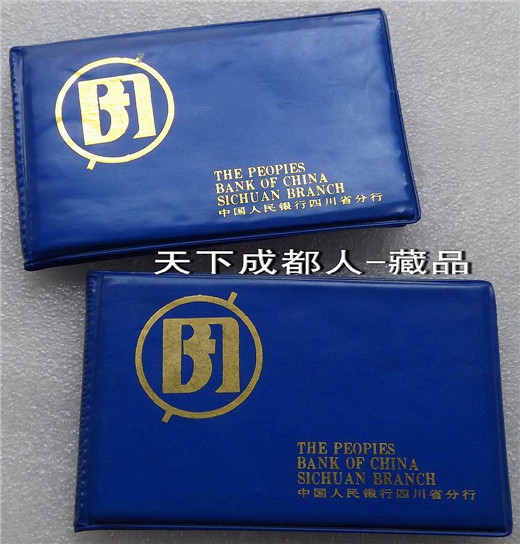 THE PEOPIES
BANK OF CHINA
SICHUAN BRANCH
中国人民银行四川省分行
天下成都人-藏品
THE PEOPIES
BANK OF CHINA
SICHUAN BRANCH
中国人民银行四川省分行